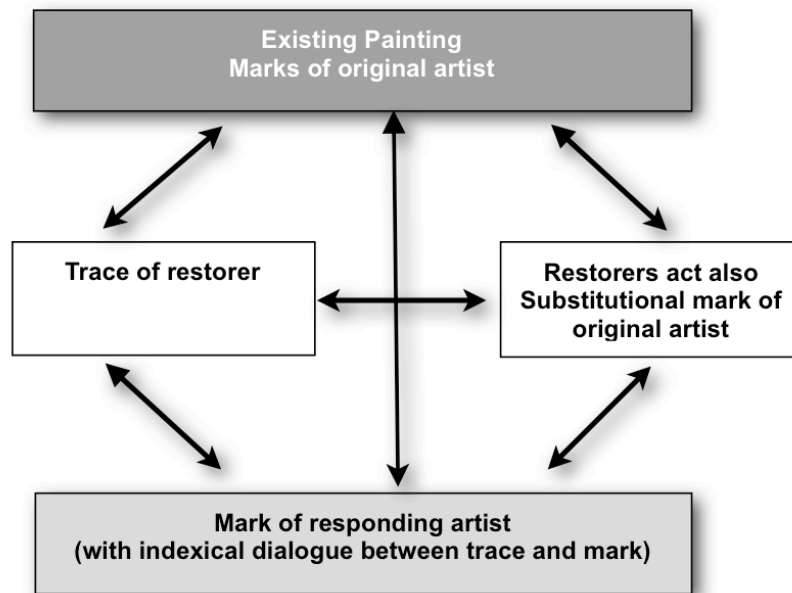 Existing Painting
Marks of original artist
Trace of restorer
Restorers act also
Substitutional mark of
original artist
Mark of responding artist
(with indexical dialogue between trace and mark)